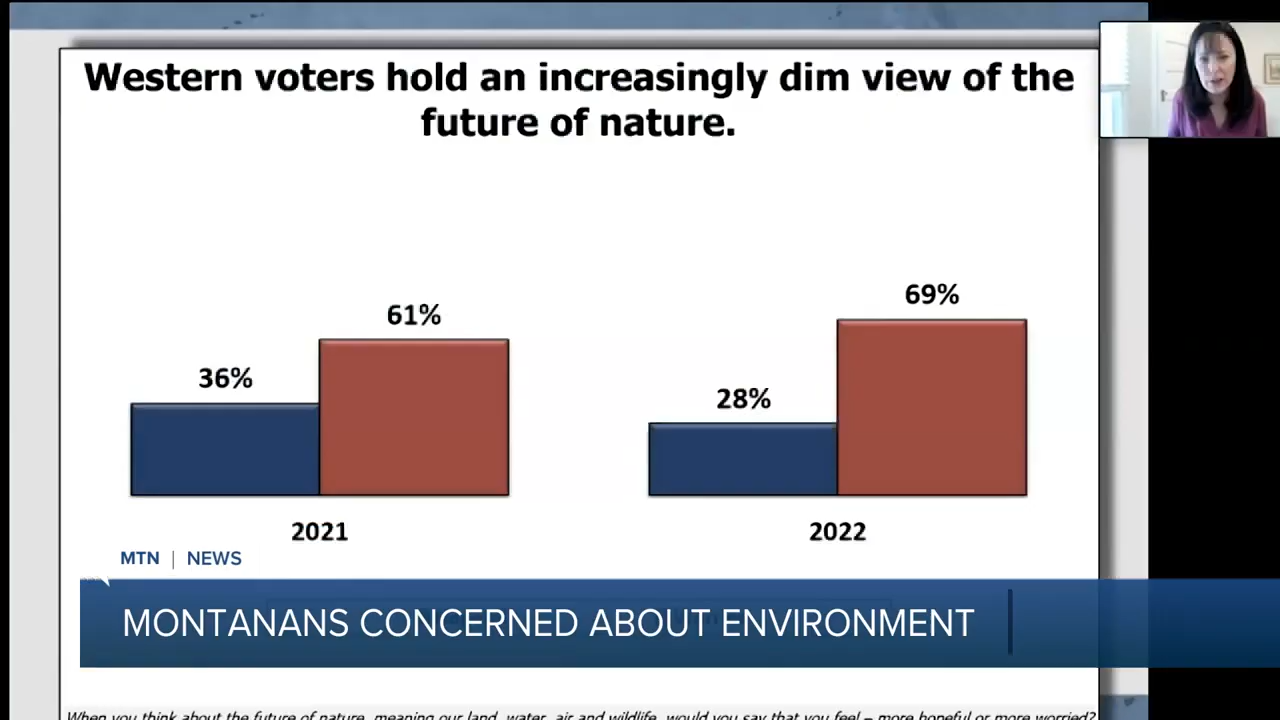 Western voters hold an increasingly dim view of the
future of nature.
36%
61%
28%
69%
2021
2022
MTN | NEWS
MONTANANS CONCERNED ABOUT ENVIRONMENT
When you think about the future of nature, meaning our land, water, air and wildlife, would you say that you feel – more hopeful or more worried?